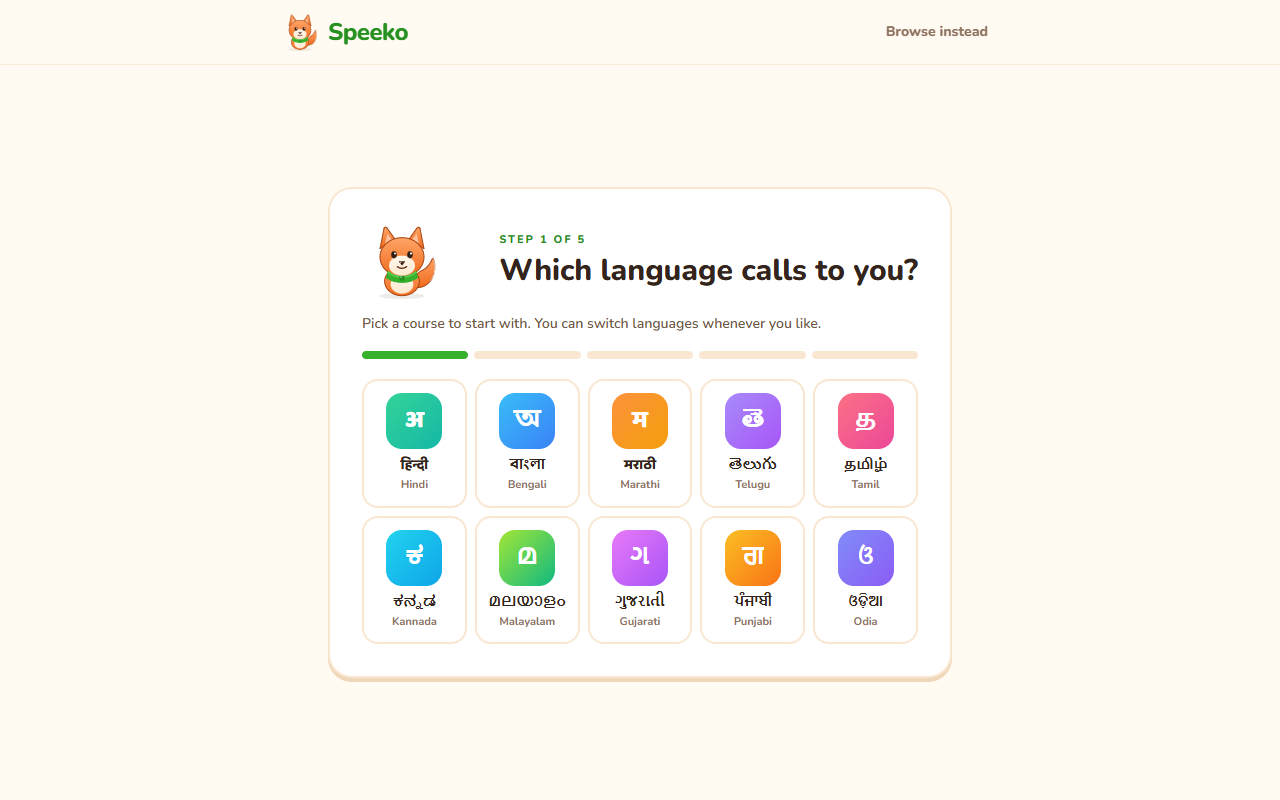 Speeko
Browse instead
STEP 1 OF 5
Which language calls to you?
Pick a course to start with. You can switch languages whenever you like.
अ
हिन्दी
Hindi
অ
বাংলা
Bengali
म
मराठी
Marathi
తె
తెలుగు
Telugu
த
தமிழ்
Tamil
ಕ
ಕನ್ನಡ
Kannada
മ
മലയാളം
Malayalam
ગ
ગુજરાતી
Gujarati
ਗ
ਪੰਜਾਬੀ
Punjabi
ଓ
ଓଡ଼ିଆ
Odia